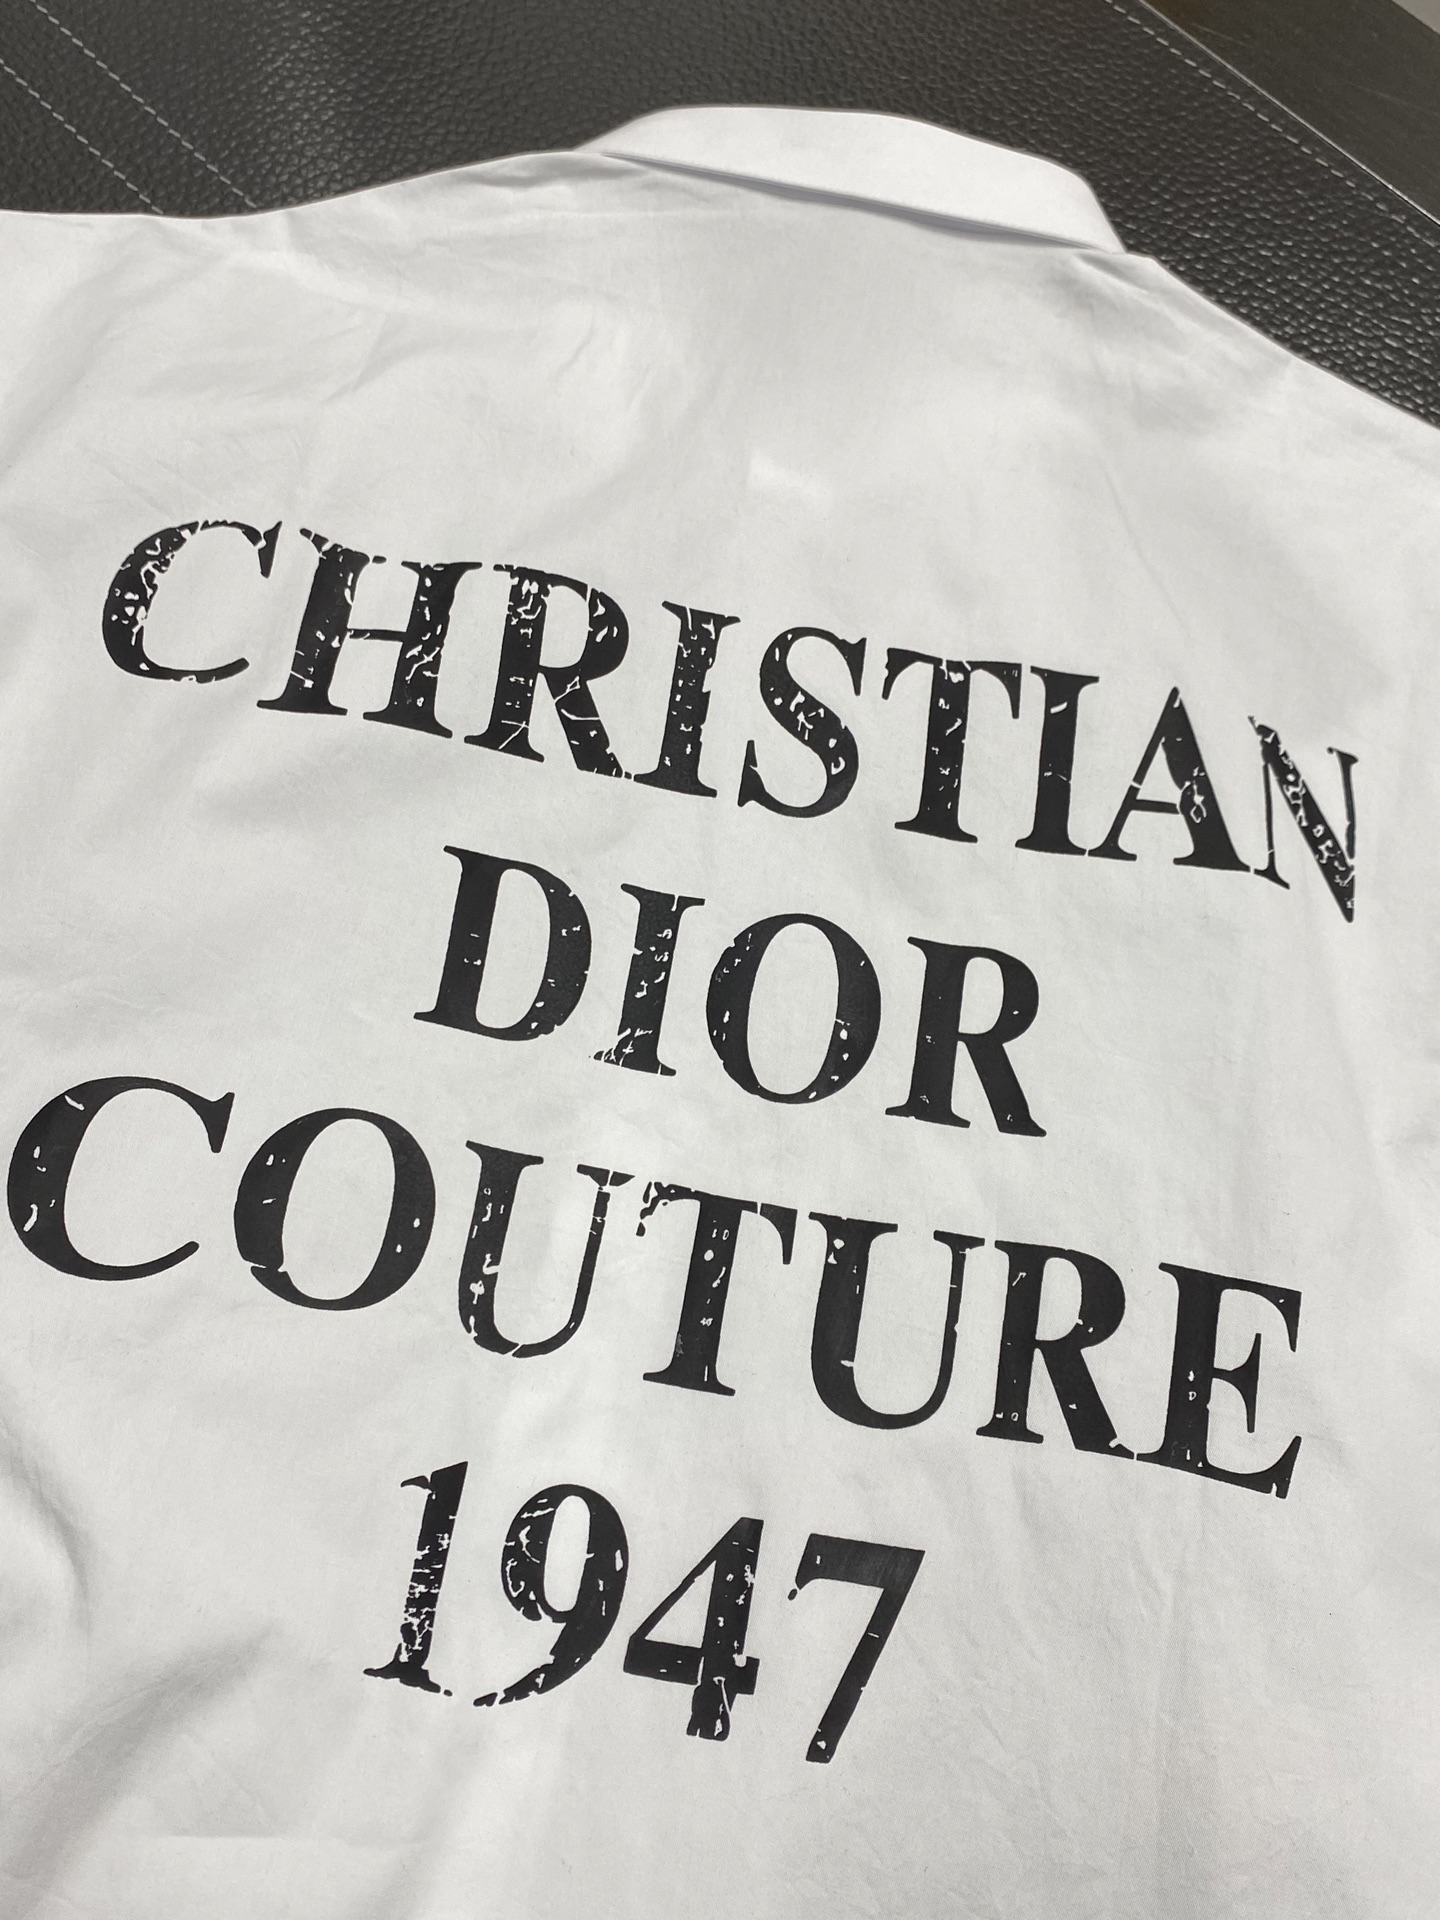 CHRISTIAN
DIOR
COUTURE
1947